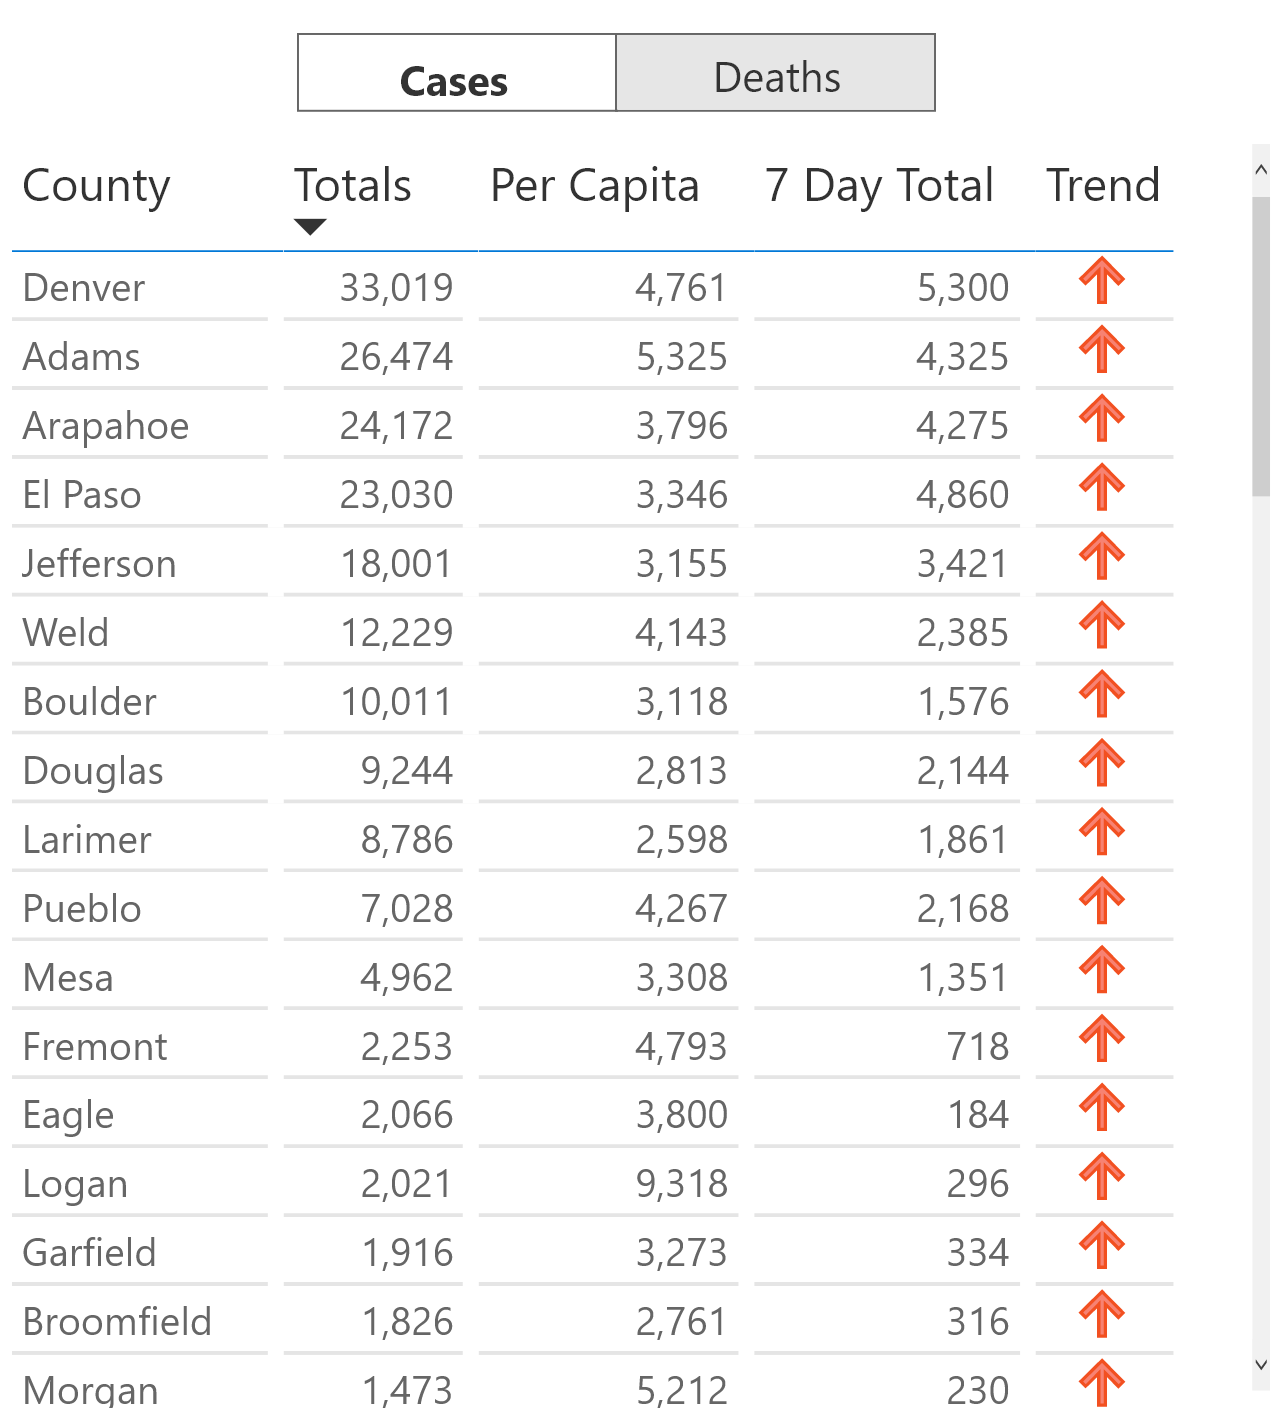 Cases Deaths
County Totals Per Capita 7 Day Total Trend
Denver 33,019 4,761 5,300
Adams 26,474 5,325 4,325
Arapahoe 24,172 3,796 4,275
El Paso 23,030 3,346 4,860
Jefferson 18,001 3,155 3,421
Weld 12,229 4,143 2,385
Boulder 10,011 3,118 1,576
Douglas 9,244 2,813 2,144
Larimer 8,786 2,598 1,861
Pueblo 7,028 4,267 2,168
Mesa 4,962 3,308 1,351
Fremont 2,253 4,793 718
Eagle 2,066 3,800 184
Logan 2,021 9,318 296
Garfield 1,916 3,273 334
Broomfield 1,826 2,761 316
Morgan 1,473 5,212 230